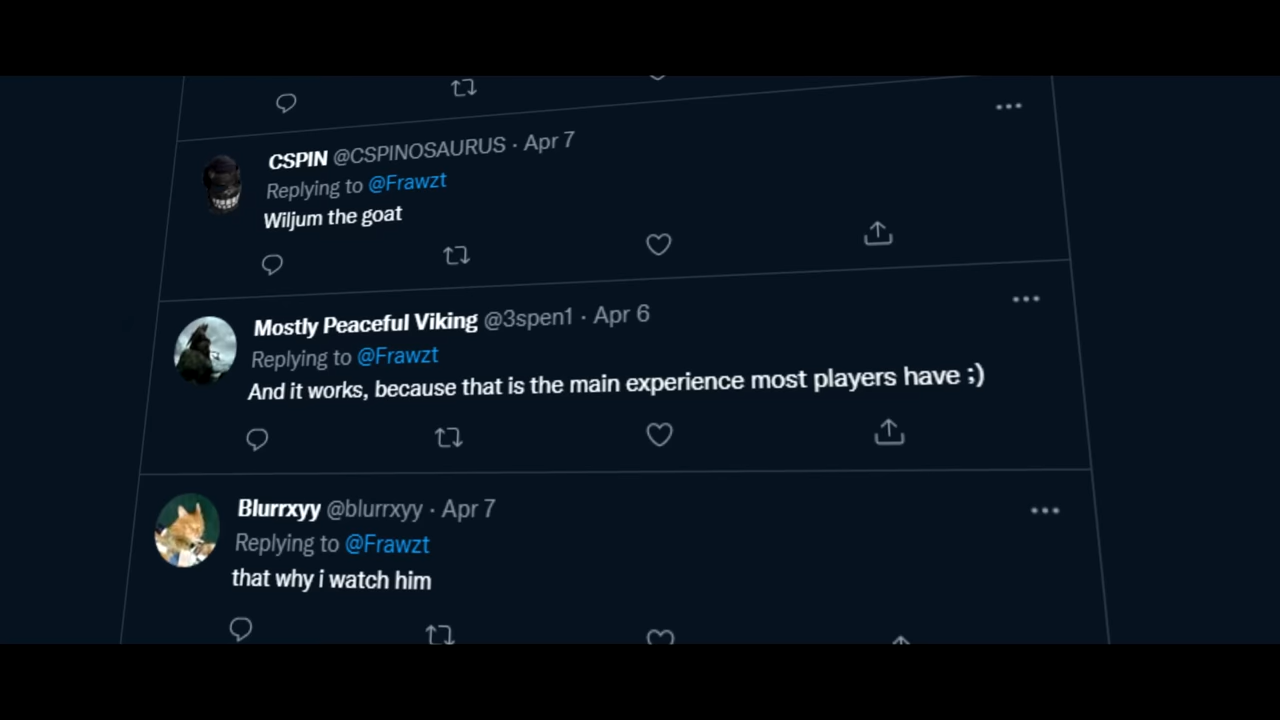 CSPIN @CSPINOSAURUS · Apr 7
Replying to @Frawzt
Wiljum the goat
Mostly Peaceful Viking @3spen1 · Apr 6
Replying to @Frawzt
And it works, because that is the main experience most players have ;)
Blurrxyy @blurrxyy · Apr 7
Replying to @Frawzt
that why i watch him